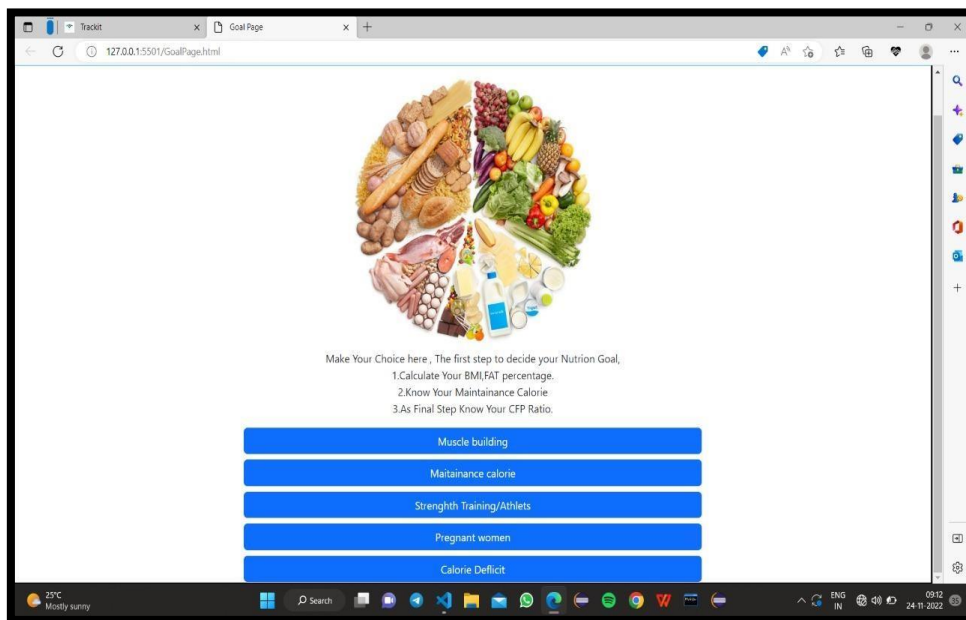 Trackit
Goal Page
127.0.0.1:5501/GoalPage.html
Make Your Choice here , The first step to decide your Nutrion Goal,
1.Calculate Your BMI,FAT percentage.
2.Know Your Maintainance Calorie
3.As Final Step Know Your CFP Ratio.
Muscle building
Maitainance calorie
Strenghth Training/Athlets
Pregnant women
Calorie Deflicit
25°C
Mostly sunny
Search
ENG
IN
09:12
24-11-2022